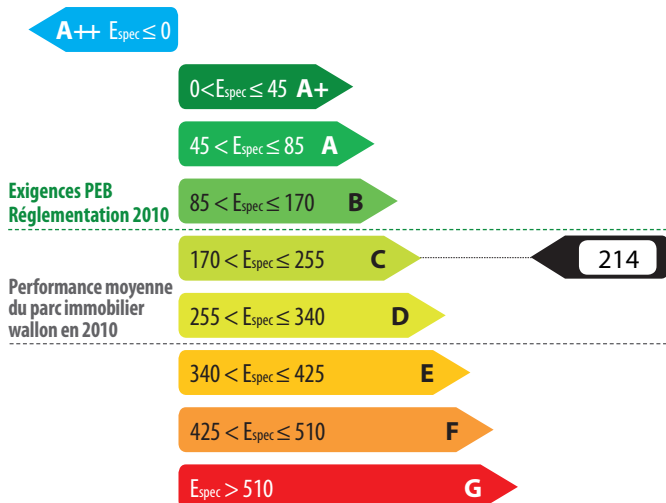 A++ Espec ≤ 0
0<Espec ≤ 45 A+
45 < Espec ≤ 85 A
Exigences PEB
Réglementation 2010
85 < Espec ≤ 170 B
170 < Espec ≤ 255 C
214
Performance moyenne
du parc immobilier
wallon en 2010
255 < Espec ≤ 340 D
340 < Espec ≤ 425 E
425 < Espec ≤ 510 F
Espec > 510 G